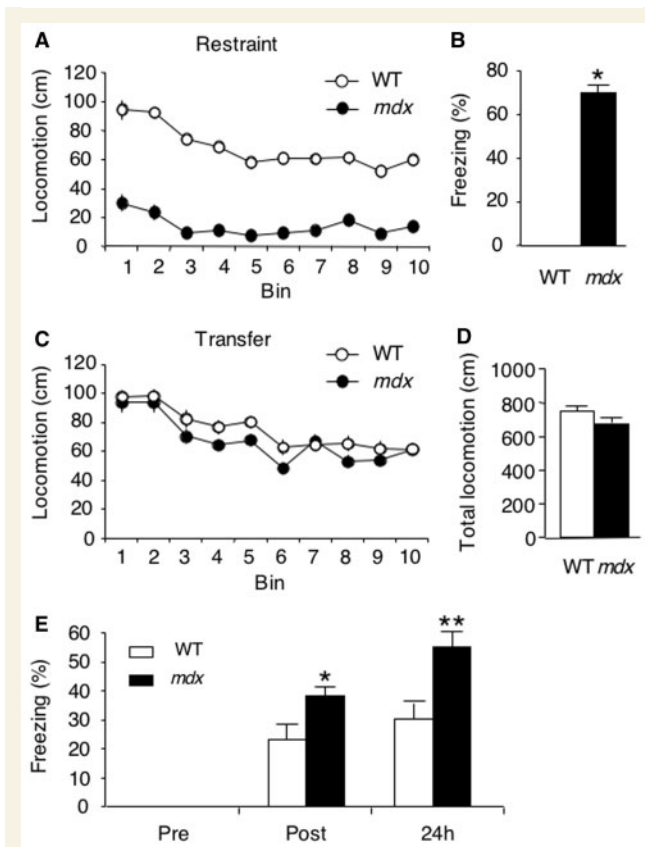 A
Restraint
Locomotion (cm)
120
100
80
60
40
20
0
WT
mdx
1 2 3 4 5 6 7 8 9 10
Bin
B
Freezing (%)
80
60
40
20
0
*
WT mdx
C
Transfer
Locomotion (cm)
120
100
80
60
40
20
0
WT
mdx
1 2 3 4 5 6 7 8 9 10
Bin
D
Total locomotion (cm)
1000
800
600
400
200
0
WT mdx
E
Freezing (%)
60
50
40
30
20
10
0
WT
mdx
*
**
Pre Post 24h